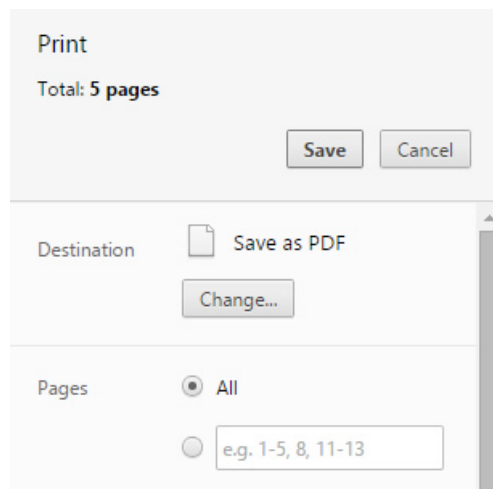 Print
Total: 5 pages
Save Cancel
Destination Save as PDF
Change...
Pages All
e.g. 1-5, 8, 11-13